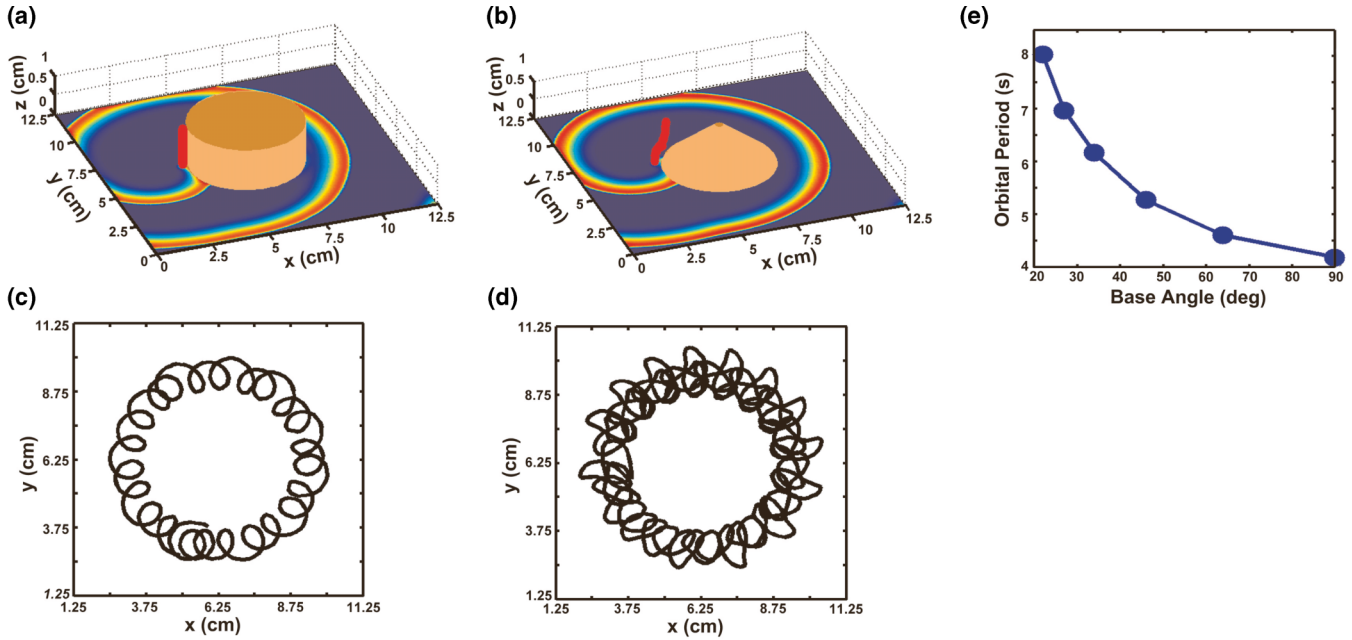 (a)
z (cm)
1
0.5
0
12.5
10
7.5
5
2.5
0
y (cm)
0
2.5
5
7.5
10
12.5
x (cm)
(b)
z (cm)
1
0.5
0
12.5
10
7.5
5
2.5
0
y (cm)
0
2.5
5
7.5
10
12.5
x (cm)
(e)
Orbital Period (s)
8
7
6
5
4
20 30 40 50 60 70 80 90
Base Angle (deg)
(c)
y (cm)
11.25
8.75
6.25
3.75
1.25
1.25 3.75 6.25 8.75 11.25
x (cm)
(d)
y (cm)
11.25
8.75
6.25
3.75
1.25
1.25 3.75 6.25 8.75 11.25
x (cm)